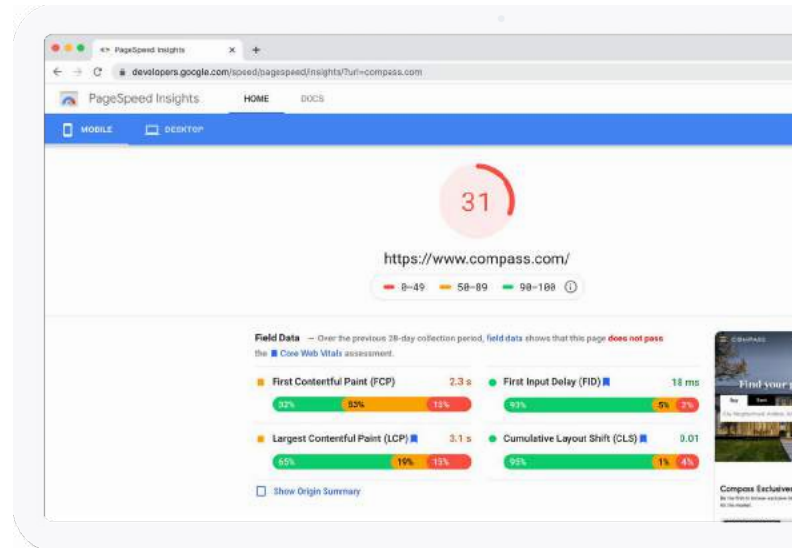 PageSpeed Insights × +
developers.google.com/speed/pagespeed/insights/?url=compass.com
PageSpeed Insights HOME DOCS
MOBILE DESKTOP
31
https://www.compass.com/
0–49 50–89 90–100
Field Data — Over the previous 28-day collection period, field data shows that this page does not pass
the Core Web Vitals assessment.
First Contentful Paint (FCP) 2.3 s
First Input Delay (FID) 18 ms
53% 93% 5%
Largest Contentful Paint (LCP) 3.1 s
Cumulative Layout Shift (CLS) 0.01
65% 19% 15%
95% 1% 4%
Show Origin Summary
COMPASS
Find your
Buy Rent
Compass Exclusives